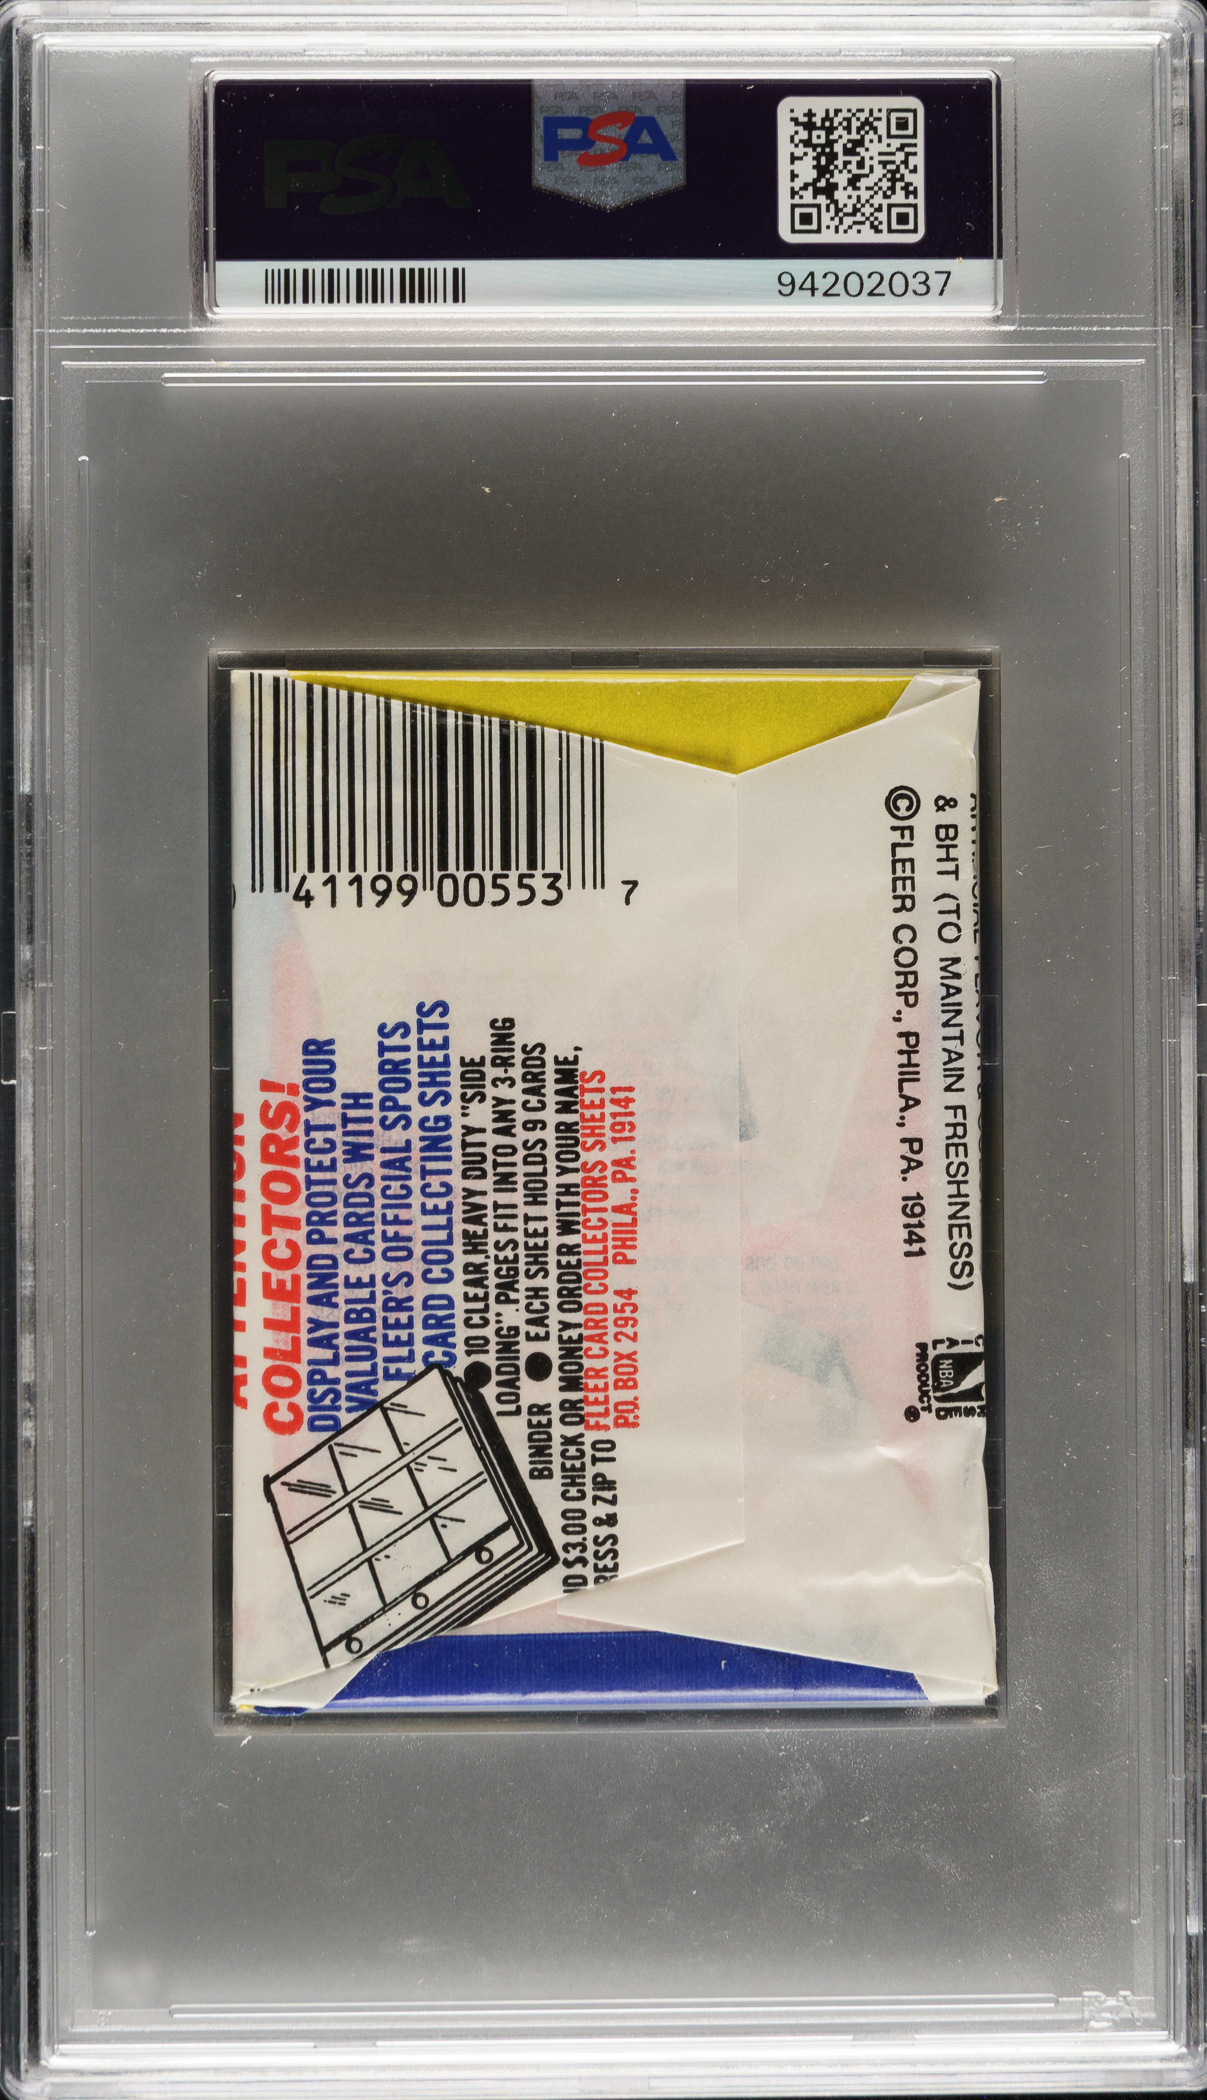 PSA
PSA
94202037
41199 00553 7
COLLECTORS!
DISPLAY AND PROTECT YOUR
VALUABLE CARDS WITH
FLEER'S OFFICIAL SPORTS
CARD COLLECTING SHEETS
● 10 CLEAR, HEAVY DUTY "SIDE
LOADING" PAGES FIT INTO ANY 3-RING
BINDER ● EACH SHEET HOLDS 9 CARDS
$3.00 CHECK OR MONEY ORDER WITH YOUR NAME,
& ZIP TO FLEER CARD COLLECTORS SHEETS
P.O. BOX 2954 PHILA., PA. 19141
& BHT (TO MAINTAIN FRESHNESS)
©FLEER CORP., PHILA., PA. 19141
NBA
PRODUCT ®
PSA